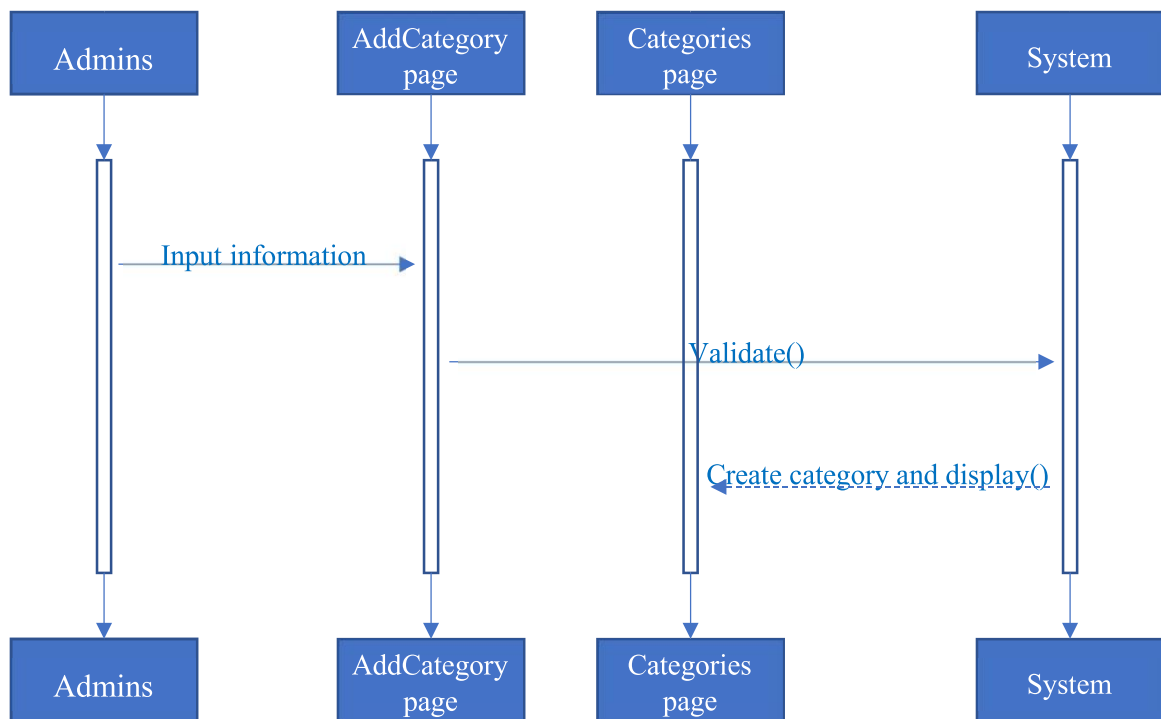 Admins
AddCategory
page
Categories
page
System
Input information
Validate()
Create category and display()
Admins
AddCategory
page
Categories
page
System